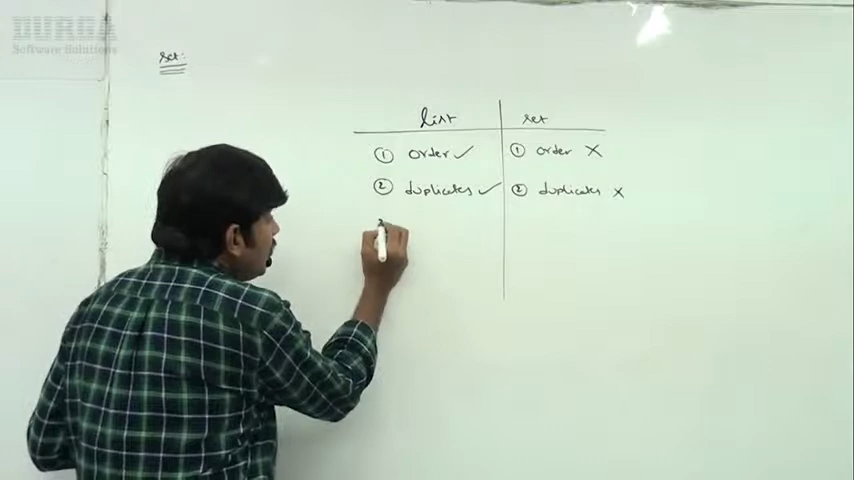 DURGA
Software Solutions
set:
list set
① order ✓ ① order ✗
② duplicates ✓ ② duplicates ✗